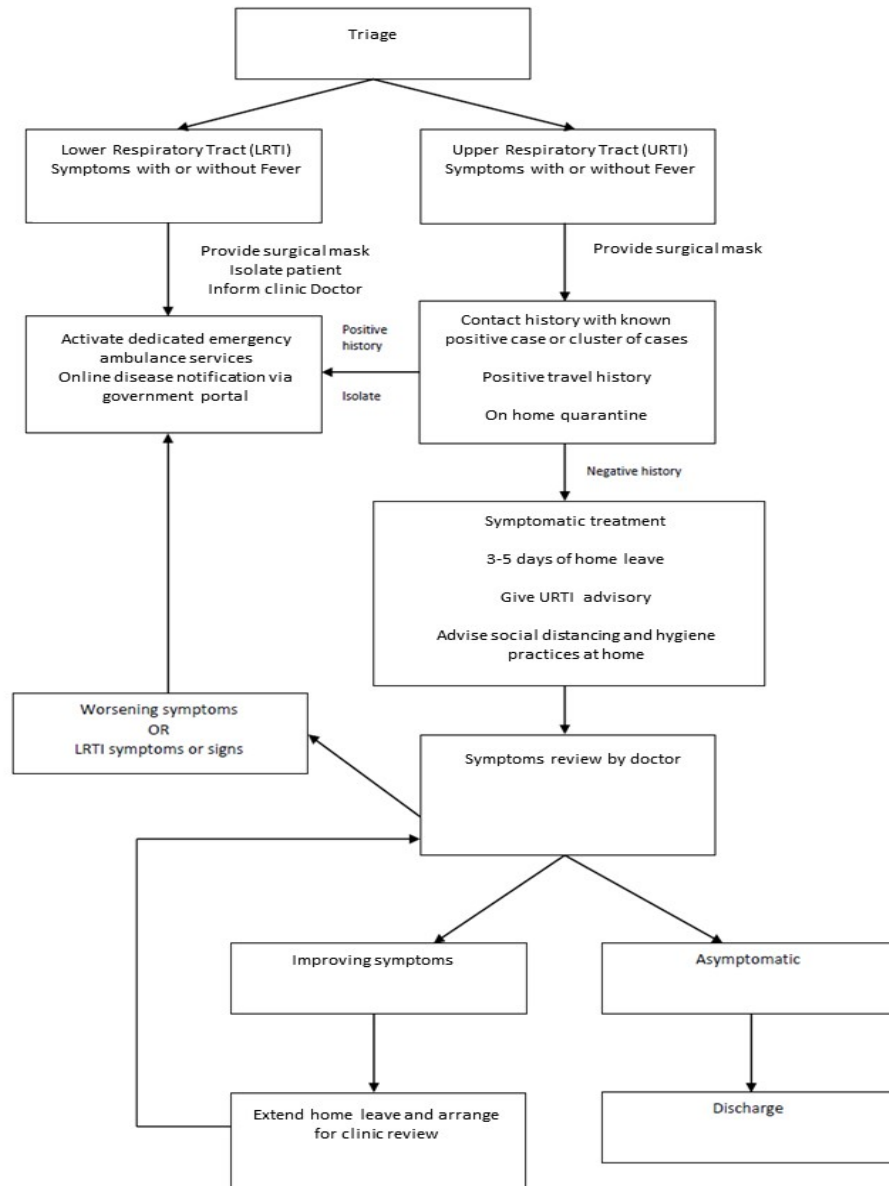 Triage
Lower Respiratory Tract (LRTI)
Symptoms with or without Fever
Upper Respiratory Tract (URTI)
Symptoms with or without Fever
Provide surgical mask
Isolate patient
Inform clinic Doctor
Provide surgical mask
Activate dedicated emergency
ambulance services
Online disease notification via
government portal
Positive
history
Isolate
Contact history with known
positive case or cluster of cases
Positive travel history
On home quarantine
Negative history
Symptomatic treatment
3-5 days of home leave
Give URTI advisory
Advise social distancing and hygiene
practices at home
Worsening symptoms
OR
LRTI symptoms or signs
Symptoms review by doctor
Improving symptoms
Asymptomatic
Extend home leave and arrange
for clinic review
Discharge